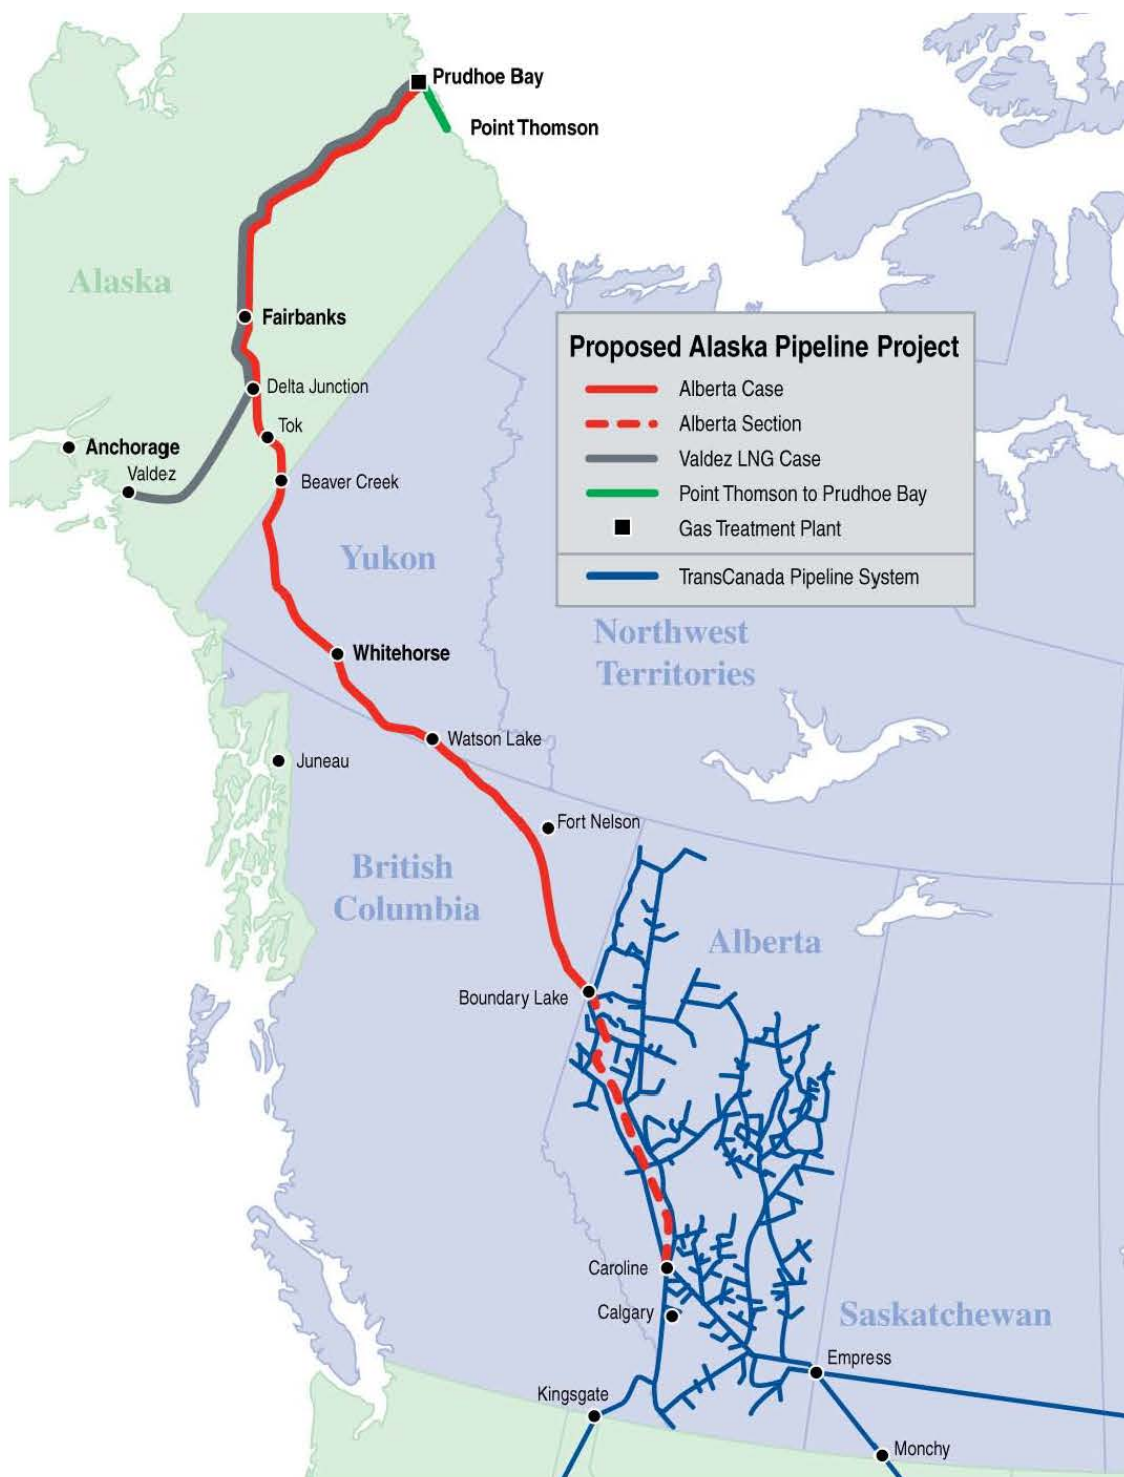 Prudhoe Bay
Point Thomson
Alaska
Fairbanks
Delta Junction
Tok
Anchorage
Valdez
Beaver Creek
Proposed Alaska Pipeline Project
Alberta Case
Alberta Section
Valdez LNG Case
Point Thomson to Prudhoe Bay
Gas Treatment Plant
TransCanada Pipeline System
Yukon
Northwest
Territories
Whitehorse
Watson Lake
Juneau
Fort Nelson
British
Columbia
Alberta
Boundary Lake
Caroline
Calgary
Saskatchewan
Empress
Kingsgate
Monchy